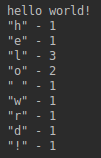 hello world!
"h" - 1
"e" - 1
"l" - 3
"o" - 2
" " - 1
"w" - 1
"r" - 1
"d" - 1
"!" - 1